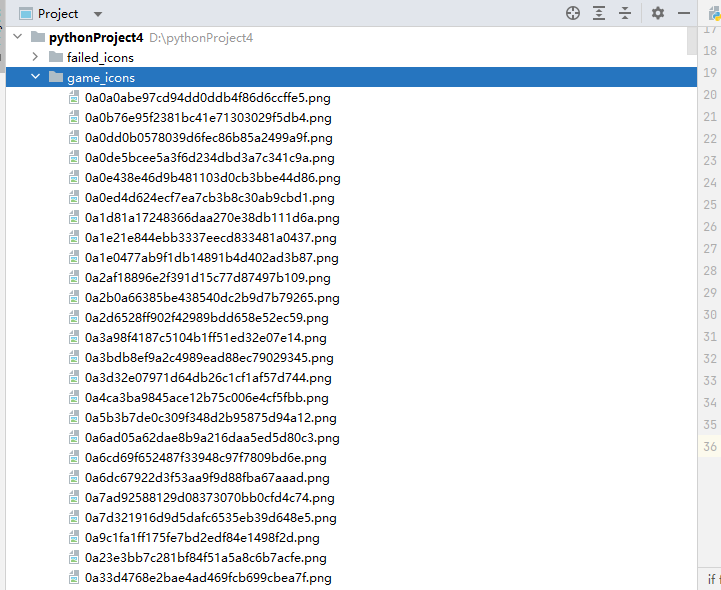 Project
pythonProject4 D:\pythonProject4
failed_icons
game_icons
0a0a0abe97cd94dd0ddb4f86d6ccffe5.png
0a0b76e95f2381bc41e71303029f5db4.png
0a0dd0b0578039d6fec86b85a2499a9f.png
0a0de5bcee5a3f6d234dbd3a7c341c9a.png
0a0e438e46d9b481103d0cb3bbe44d86.png
0a0ed4d624ecf7ea7cb3b8c30ab9cbd1.png
0a1d81a17248366daa270e38db111d6a.png
0a1e21e844ebb3337eecd833481a0437.png
0a1e0477ab9f1db14891b4d402ad3b87.png
0a2af18896e2f391d15c77d87497b109.png
0a2b0a66385be438540dc2b9d7b79265.png
0a2d6528ff902f42989bdd658e52ec59.png
0a3a98f4187c5104b1ff51ed32e07e14.png
0a3bdb8ef9a2c4989ead88ec79029345.png
0a3d32e07971d64db26c1cf1af57d744.png
0a4ca3ba9845ace12b75c006e4cf5fbb.png
0a5b3b7de0c309f348d2b95875d94a12.png
0a6ad05a62dae8b9a216daa5ed5d80c3.png
0a6cd69f652487f33948c97f7809bd6e.png
0a6dc67922d3f53aa9f9d88fba67aaad.png
0a7ad92588129d08373070bb0cfd4c74.png
0a7d321916d9d5dafc6535eb39d648e5.png
0a9c1fa1ff175fe7bd2edf84e1498f2d.png
0a23e3bb7c281bf84f51a5a8c6b7acfe.png
0a33d4768e2bae4ad469fcb699cbea7f.png
17
18
19
20
21
22
23
24
25
26
27
28
29
30
31
32
33
34
35
36
if